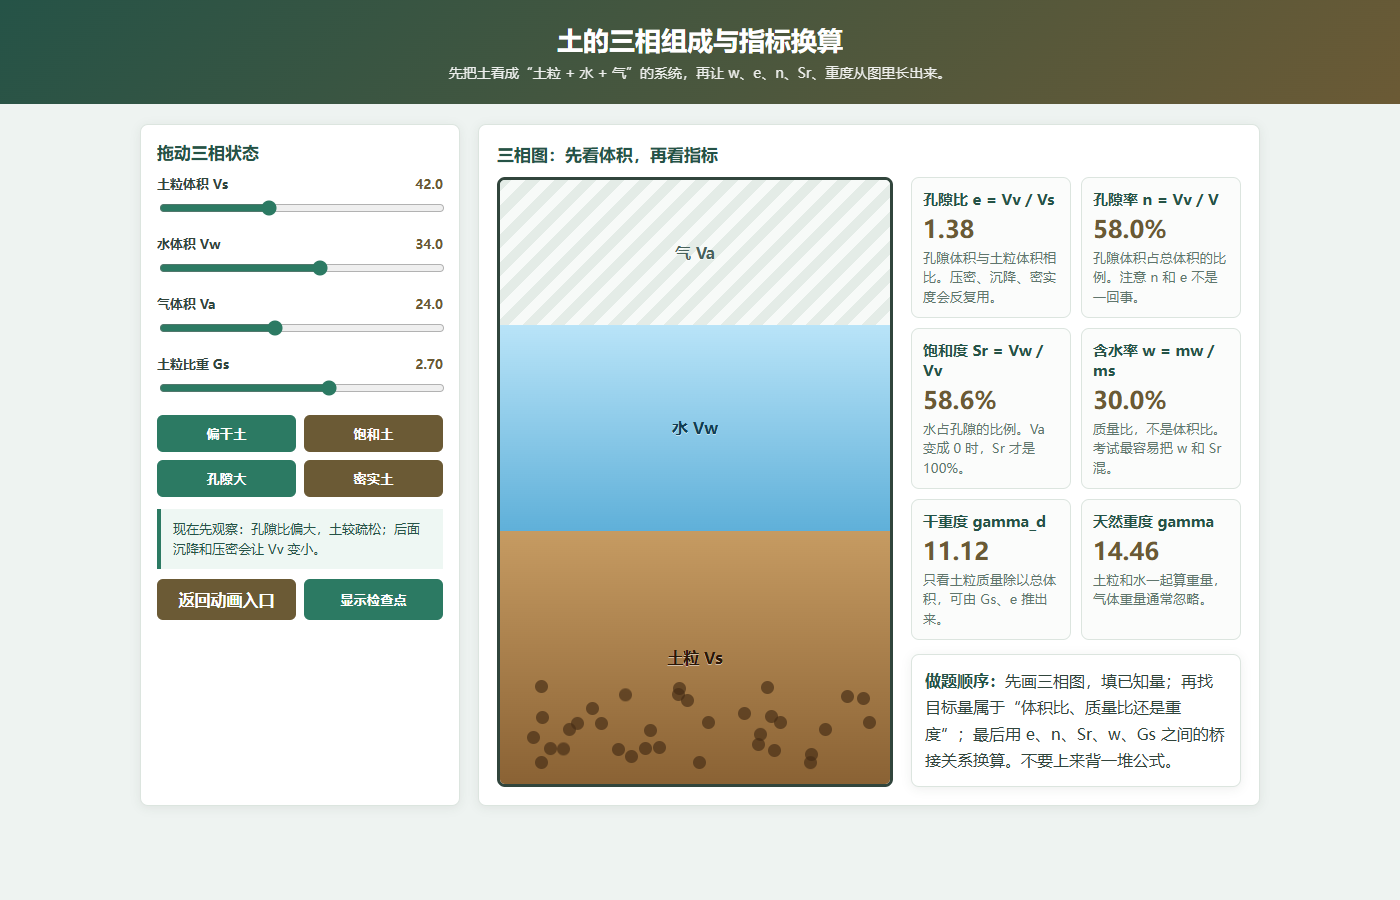 土的三相组成与指标换算
先把土看成“土粒 + 水 + 气”的系统，再让 w、e、n、Sr、重度从图里长出来。
拖动三相状态
土粒体积 Vs 42.0
水体积 Vw 34.0
气体积 Va 24.0
土粒比重 Gs 2.70
偏干土 饱和土
孔隙大 密实土
现在先观察：孔隙比偏大，土较疏松；后面
沉降和压密会让 Vv 变小。
返回动画入口 显示检查点
三相图：先看体积，再看指标
气 Va
水 Vw
土粒 Vs
孔隙比 e = Vv / Vs
1.38
孔隙体积与土粒体积相
比。压密、沉降、密实
度会反复用。
孔隙率 n = Vv / V
58.0%
孔隙体积占总体积的比
例。注意 n 和 e 不是
一回事。
饱和度 Sr = Vw /
Vv
58.6%
水占孔隙的比例。Va
变成 0 时，Sr 才是
100%。
含水率 w = mw /
ms
30.0%
质量比，不是体积比。
考试最容易把 w 和 Sr
混。
干重度 gamma_d
11.12
只看土粒质量除以总体
积，可由 Gs、e 推出
来。
天然重度 gamma
14.46
土粒和水一起算重量，
气体重量通常忽略。
做题顺序：先画三相图，填已知量；再找
目标量属于“体积比、质量比还是重
度”；最后用 e、n、Sr、w、Gs 之间的桥
接关系换算。不要上来背一堆公式。